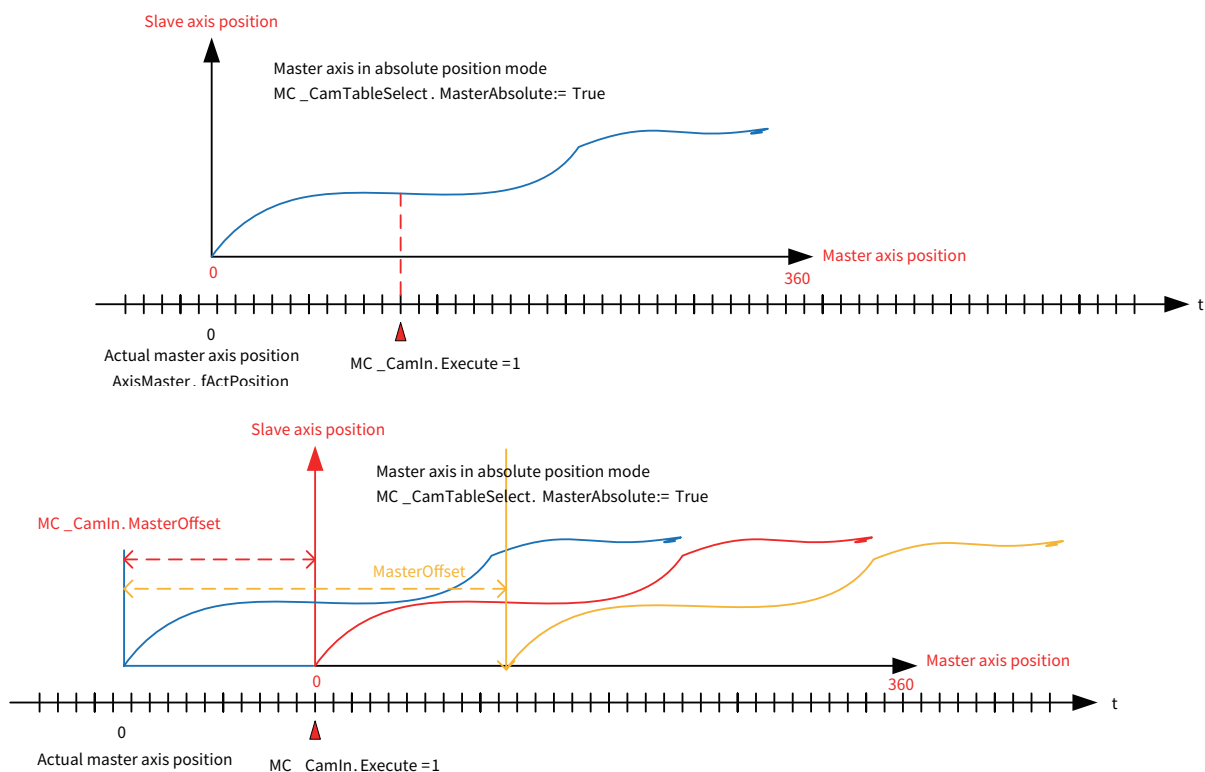 Slave axis position
Master axis in absolute position mode
MC _CamTableSelect . MasterAbsolute:= True
Master axis position
0
360
t
0
Actual master axis position
MC _CamIn. Execute =1
AxisMaster . fActPosition
Slave axis position
Master axis in absolute position mode
MC _CamTableSelect. MasterAbsolute:= True
MC _CamIn. MasterOffset
MasterOffset
Master axis position
0
360
t
0
Actual master axis position
MC CamIn. Execute =1